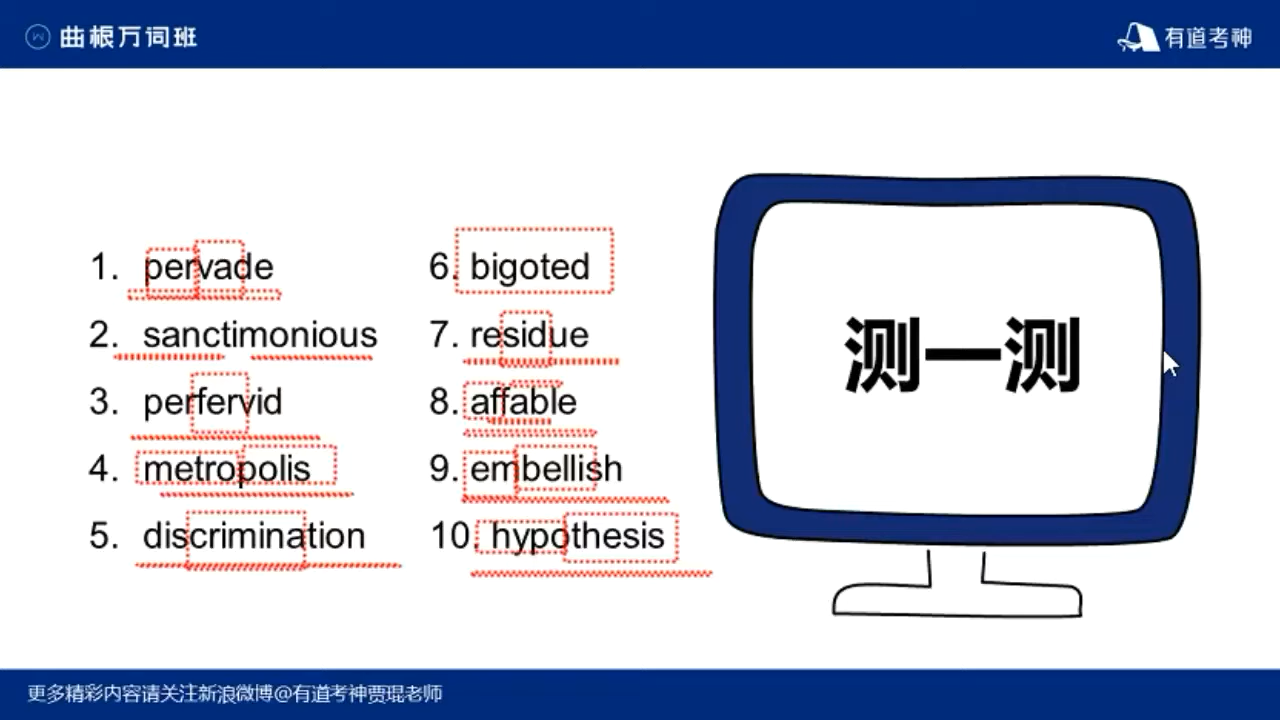 曲根万词班
有道考神
1. pervade
2. sanctimonious
3. perfervid
4. metropolis
5. discrimination
6. bigoted
7. residue
8. affable
9. embellish
10. hypothesis
测一测
更多精彩内容请关注新浪微博@有道考神贾琨老师